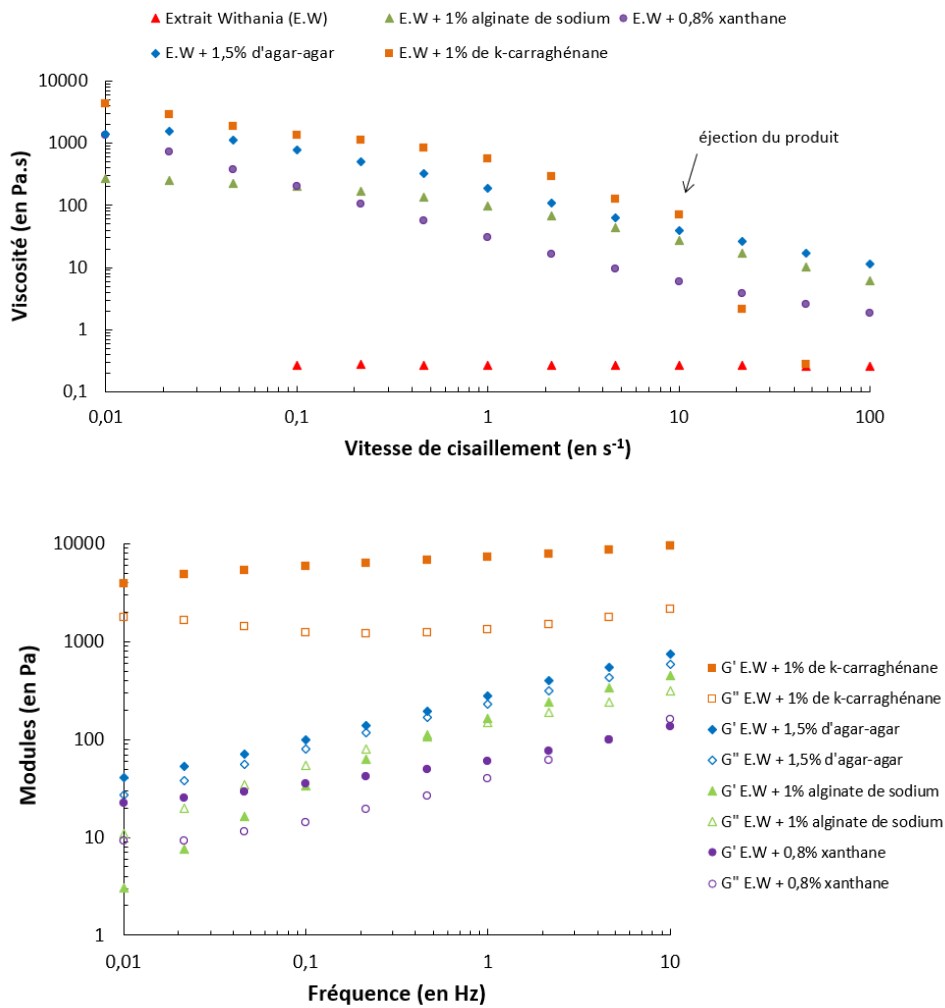 Extrait Withania (E.W)
E.W + 1% alginate de sodium
E.W + 0,8% xanthane
E.W + 1,5% d'agar-agar
E.W + 1% de k-carraghénane
10000
1000
100
10
1
0,1
Viscosité (en Pa.s)
éjection du produit
0,01
0,1
1
10
100
Vitesse de cisaillement (en s⁻¹)
10000
1000
100
10
1
Modules (en Pa)
0,01
0,1
1
10
Fréquence (en Hz)
G' E.W + 1% de k-carraghénane
G" E.W + 1% de k-carraghénane
G' E.W + 1,5% d'agar-agar
G" E.W + 1,5% d'agar-agar
G' E.W + 1% alginate de sodium
G" E.W + 1% alginate de sodium
G' E.W + 0,8% xanthane
G" E.W + 0,8% xanthane